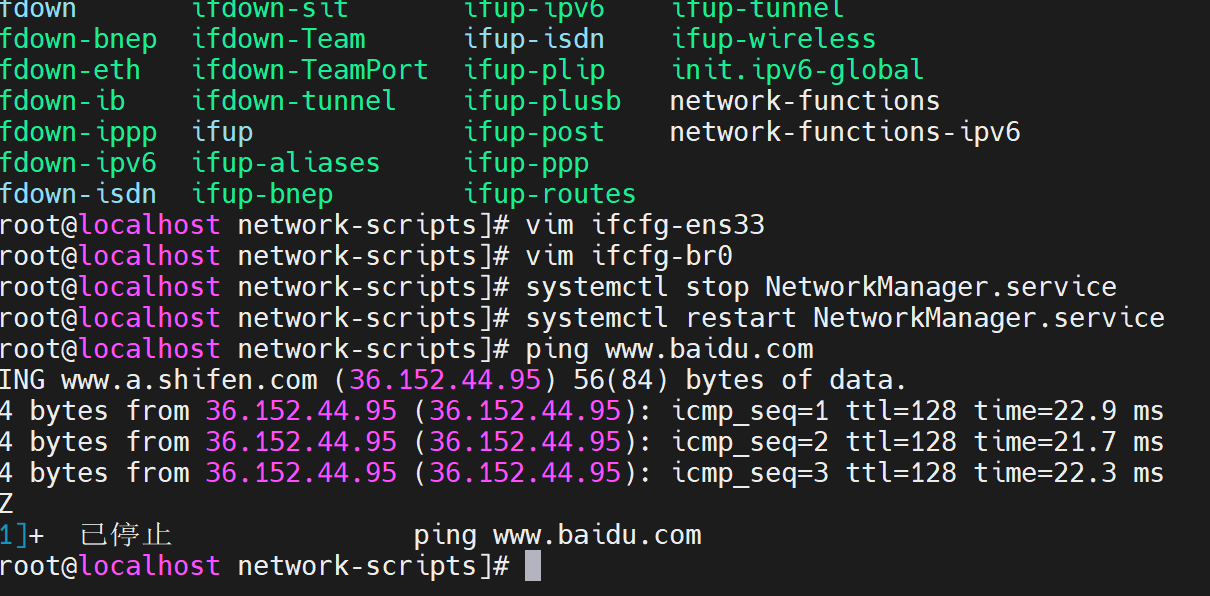 fdown ifdown-sit ifup-ipv6 ifup-tunnel
fdown-bnep ifdown-Team ifup-isdn ifup-wireless
fdown-eth ifdown-TeamPort ifup-plip init.ipv6-global
fdown-ib ifdown-tunnel ifup-plusb network-functions
fdown-ippp ifup ifup-post network-functions-ipv6
fdown-ipv6 ifup-aliases ifup-ppp
fdown-isdn ifup-bnep ifup-routes
root@localhost network-scripts]# vim ifcfg-ens33
root@localhost network-scripts]# vim ifcfg-br0
root@localhost network-scripts]# systemctl stop NetworkManager.service
root@localhost network-scripts]# systemctl restart NetworkManager.service
root@localhost network-scripts]# ping www.baidu.com
ING www.a.shifen.com (36.152.44.95) 56(84) bytes of data.
4 bytes from 36.152.44.95 (36.152.44.95): icmp_seq=1 ttl=128 time=22.9 ms
4 bytes from 36.152.44.95 (36.152.44.95): icmp_seq=2 ttl=128 time=21.7 ms
4 bytes from 36.152.44.95 (36.152.44.95): icmp_seq=3 ttl=128 time=22.3 ms
Z
1]+ 已停止 ping www.baidu.com
root@localhost network-scripts]#